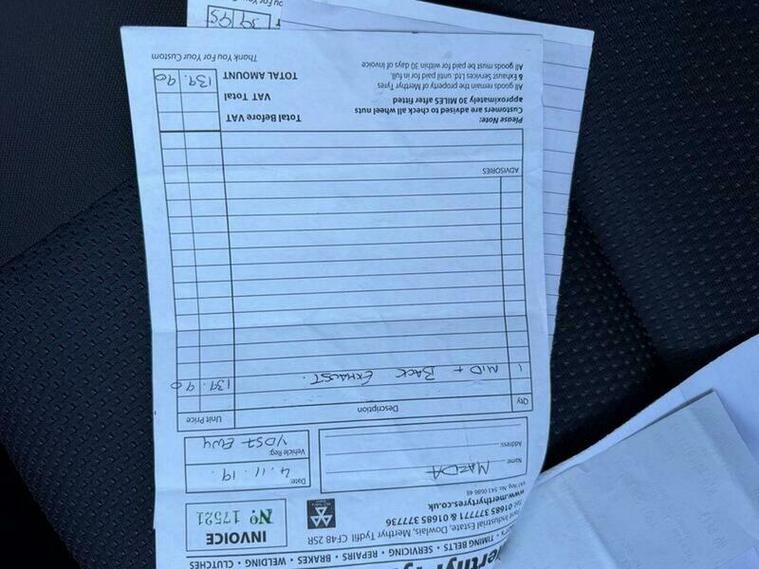 • TIMING BELTS • SERVICING • REPAIRS • BRAKES • WELDING • CLUTCHES
Industrial Estate, Dowlais, Merthyr Tydfil CF48 2SR
Tel: 01685 377771 & 01685 377736
www.merthyrtyres.co.uk
INVOICE
Nº 17521
Name: MAZDA
Address:
Date: 4.11.19.
Vehicle Reg:
Qty Description Unit Price
1 MID + BACK EXHAUST. 139.90
ADVISORIES
Please Note:
Customers are advised to check all wheel nuts
approximately 30 MILES after fitted
All goods remain the property of Merthyr Tyres
& Exhaust Services Ltd. until paid for in full.
All goods must be paid for within 30 days of invoice
Total Before VAT
VAT Total
TOTAL AMOUNT 139.90
Thank You For Your Custom